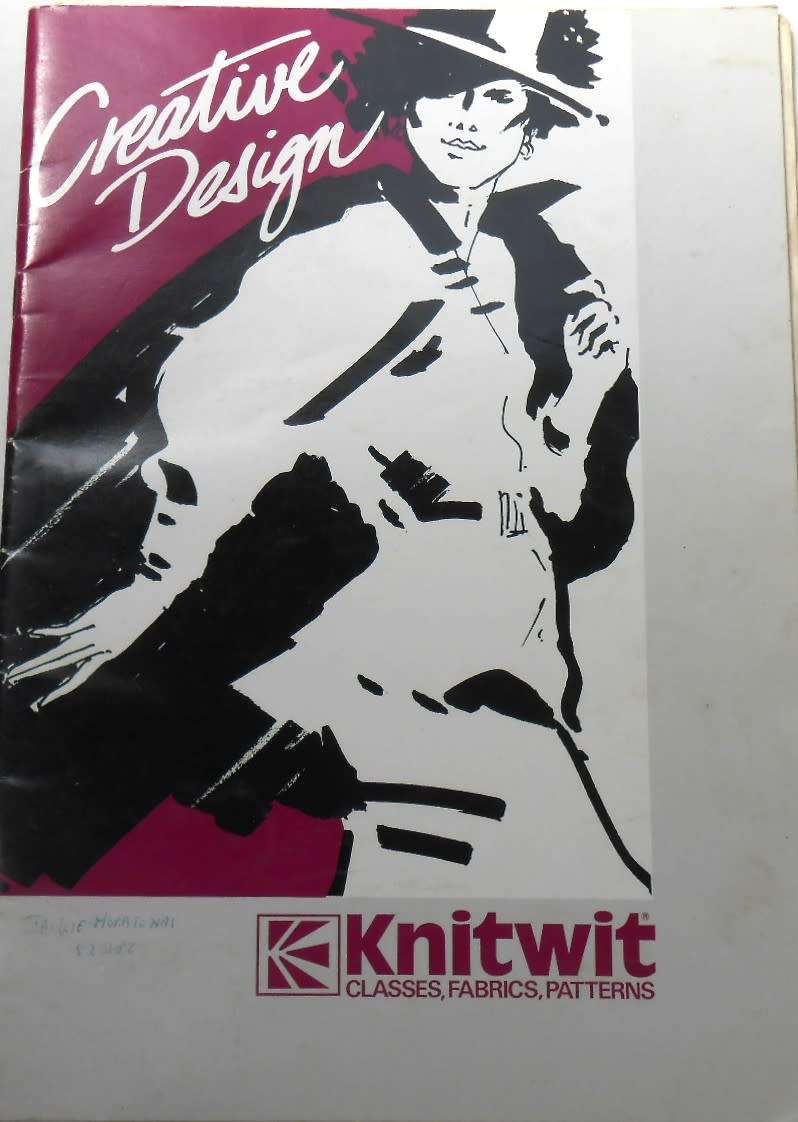 Creative
Design
Knitwit®
CLASSES, FABRICS, PATTERNS